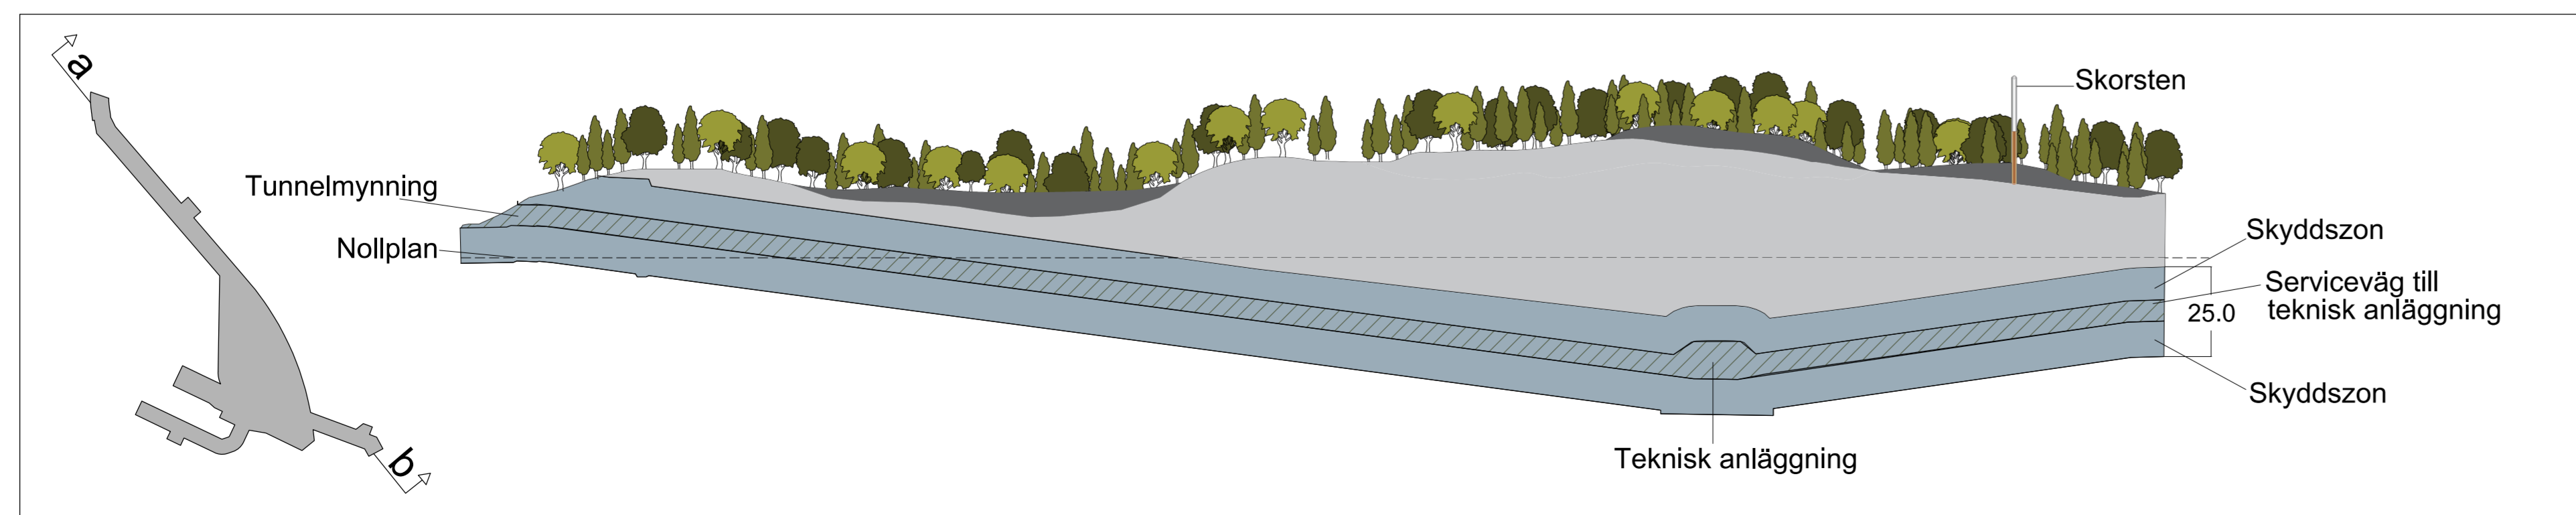 a
b
Tunnelmynning
Nollplan
Skorsten
Skyddszon
Serviceväg till
teknisk anläggning
25.0
Skyddszon
Teknisk anläggning